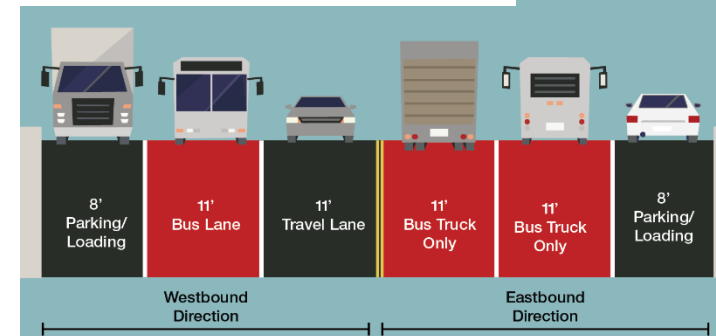 8’
Parking/
Loading
11’
Bus Lane
11’
Travel Lane
11’
Bus Truck
Only
11’
Bus Truck
Only
8’
Parking/
Loading
Westbound
Direction
Eastbound
Direction